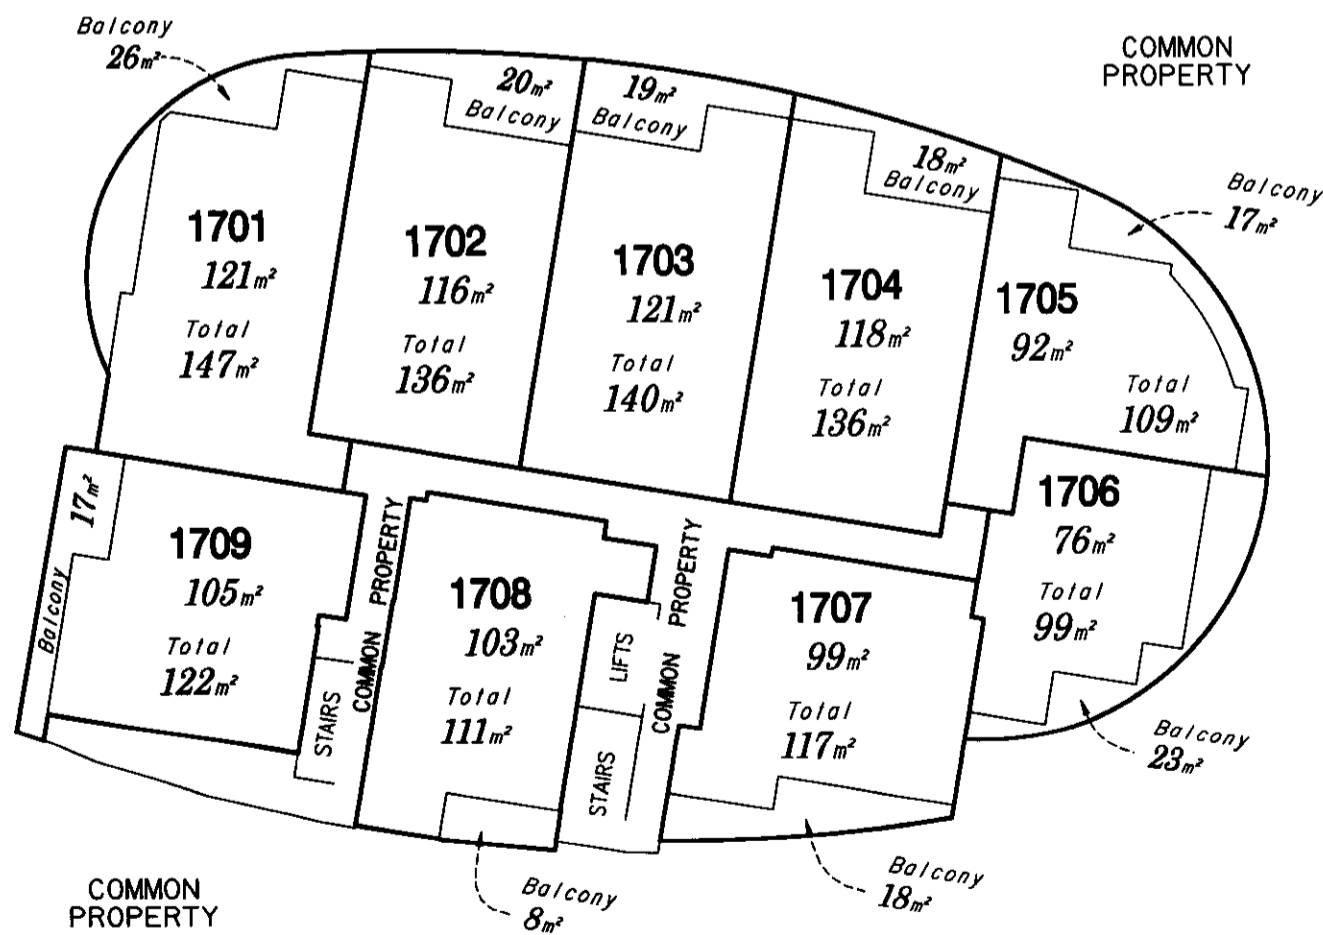 Balcony
26m²
COMMON
PROPERTY
20m²
Balcony
19m²
Balcony
18m²
Balcony
Balcony
17m²
1701
121m²
Total
147m²
1702
116m²
Total
136m²
1703
121m²
Total
140m²
1704
118m²
Total
136m²
1705
92m²
Total
109m²
1706
76m²
Total
99m²
Balcony
23m²
17m²
Balcony
1709
105m²
Total
122m²
STAIRS
COMMON PROPERTY
1708
103m²
Total
111m²
LIFTS
STAIRS
COMMON PROPERTY
1707
99m²
Total
117m²
Balcony
8m²
Balcony
18m²
COMMON
PROPERTY